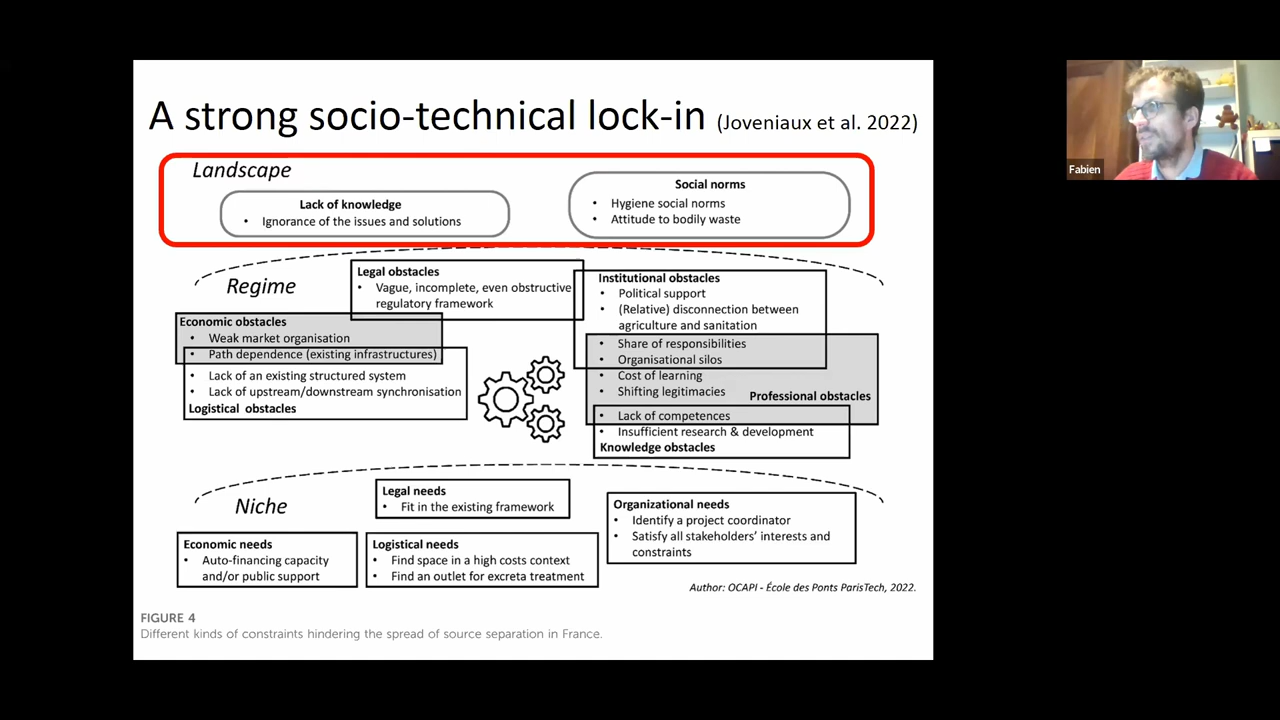 A strong socio-technical lock-in (Joveniaux et al. 2022)
Landscape
Lack of knowledge
• Ignorance of the issues and solutions
Social norms
• Hygiene social norms
• Attitude to bodily waste
Regime
Legal obstacles
• Vague, incomplete, even obstructive
regulatory framework
Institutional obstacles
• Political support
• (Relative) disconnection between
agriculture and sanitation
• Share of responsibilities
• Organisational silos
• Cost of learning
• Shifting legitimacies
Professional obstacles
• Lack of competences
• Insufficient research & development
Knowledge obstacles
Economic obstacles
• Weak market organisation
• Path dependence (existing infrastructures)
• Lack of an existing structured system
• Lack of upstream/downstream synchronisation
Logistical obstacles
Niche
Legal needs
• Fit in the existing framework
Organizational needs
• Identify a project coordinator
• Satisfy all stakeholders' interests and
constraints
Economic needs
• Auto-financing capacity
and/or public support
Logistical needs
• Find space in a high costs context
• Find an outlet for excreta treatment
Author: OCAPI - École des Ponts ParisTech, 2022.
FIGURE 4
Different kinds of constraints hindering the spread of source separation in France.
Fabien